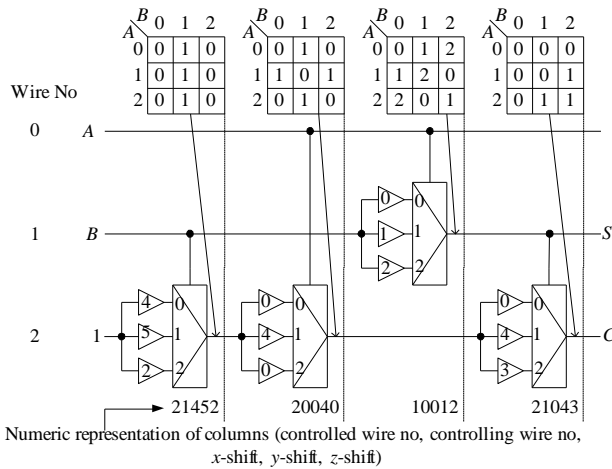 B 0 1 2 B 0 1 2 B 0 1 2 B 0 1 2
A A A A
0 0 1 0 0 0 1 0 0 0 1 2 0 0 1 0
1 0 1 0 1 1 0 1 1 1 2 0 1 0 0 1
2 0 1 0 2 0 1 0 2 2 0 1 2 0 1 1
Wire No
0 A
0 0
1 B 1 1 S
2 2
4 0 0 0 0 0
2 1 5 1 4 1 4 1 C
2 2 0 2 3 2
21452 20040 10012 21043
Numeric representation of columns (controlled wire no, controlling wire no,
x-shift, y-shift, z-shift)